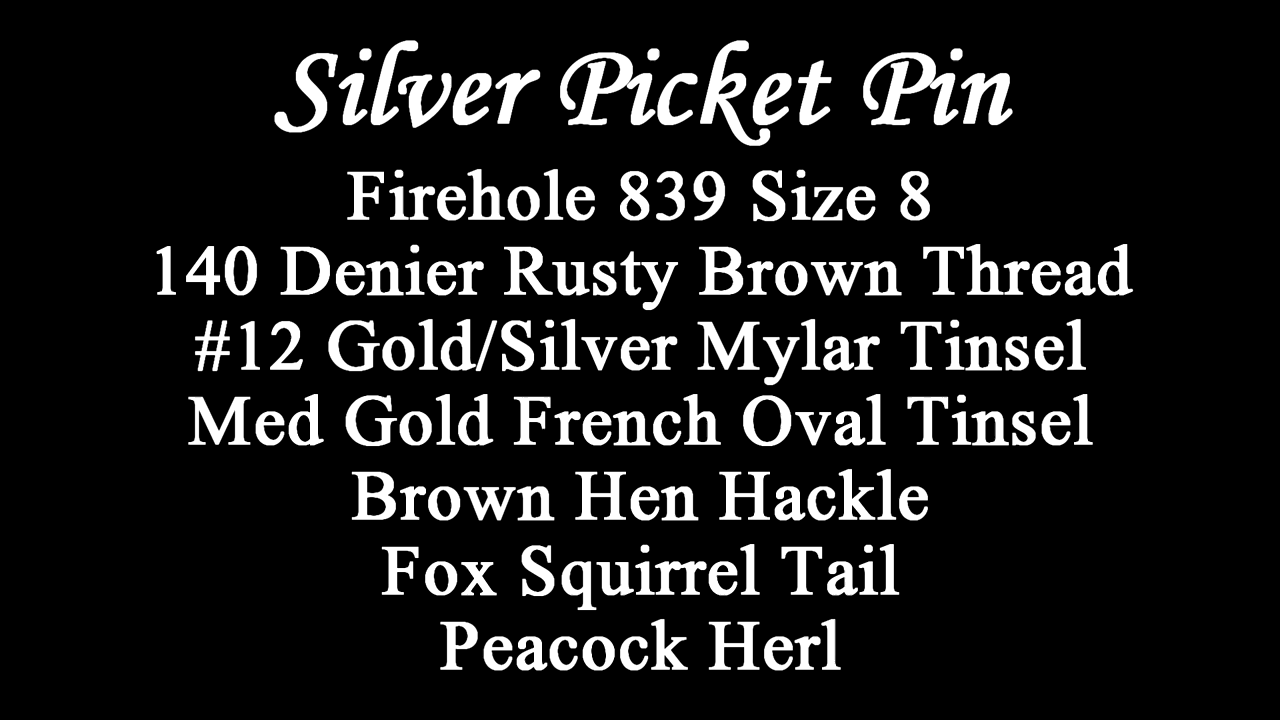 Silver Picket Pin
Firehole 839 Size 8
140 Denier Rusty Brown Thread
#12 Gold/Silver Mylar Tinsel
Med Gold French Oval Tinsel
Brown Hen Hackle
Fox Squirrel Tail
Peacock Herl